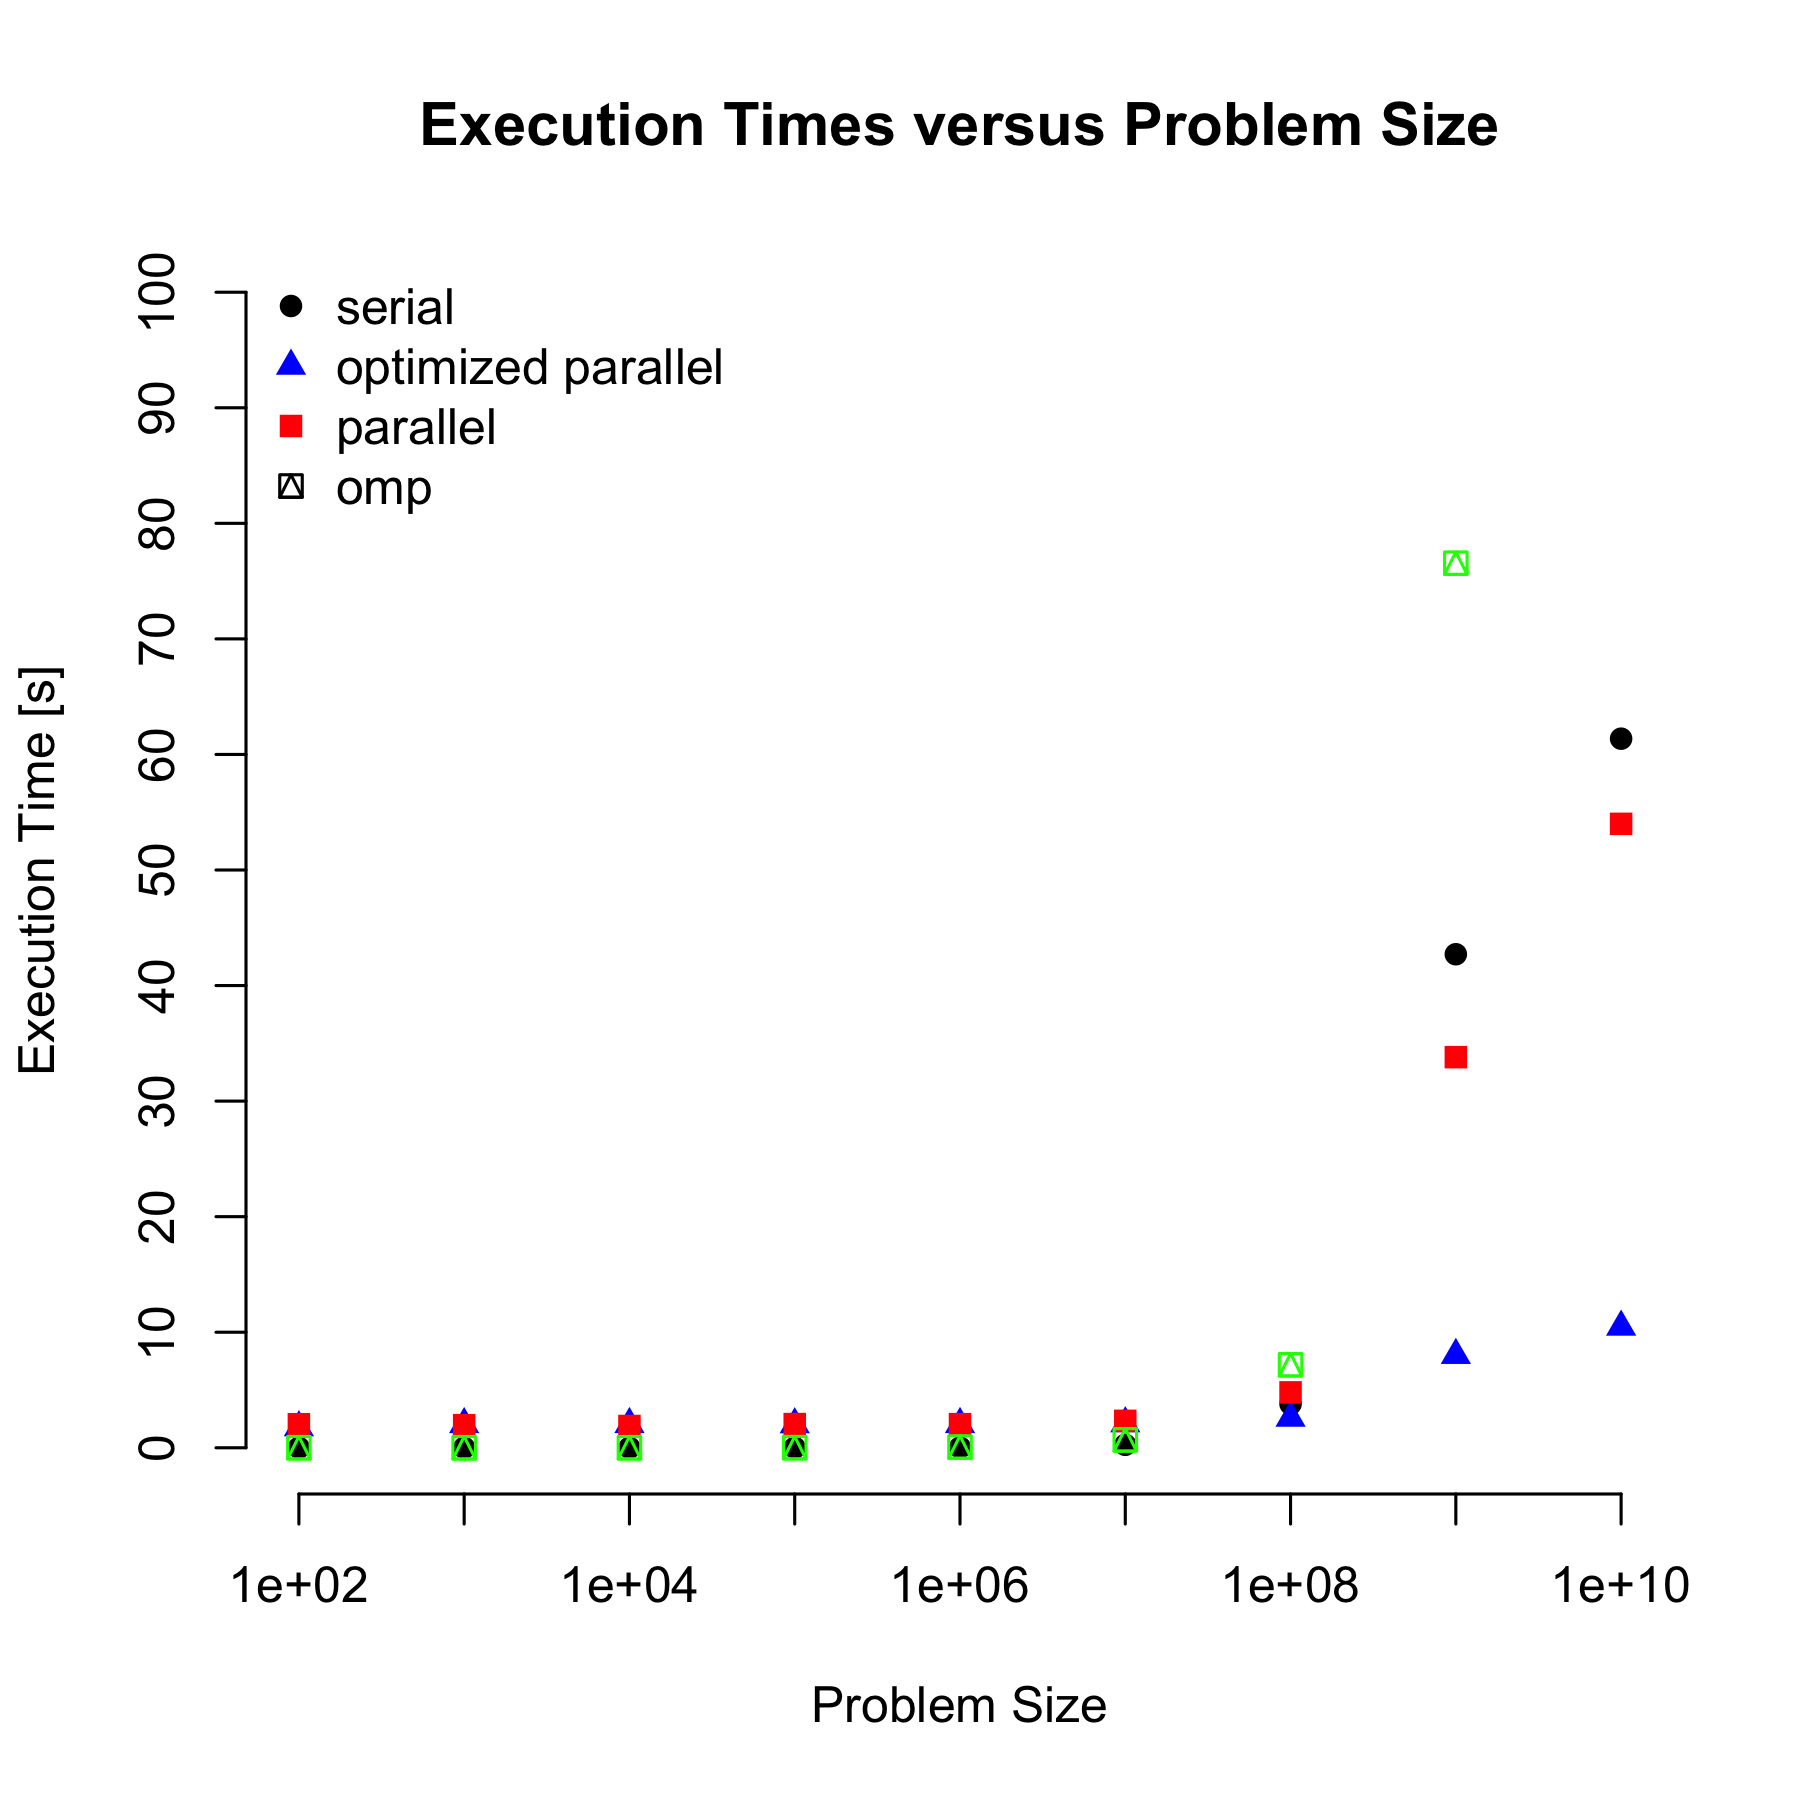 Execution Times versus Problem Size
serial
optimized parallel
parallel
omp
Execution Time [s]
100
90
80
70
60
50
40
30
20
10
0
1e+02 1e+04 1e+06 1e+08 1e+10
Problem Size